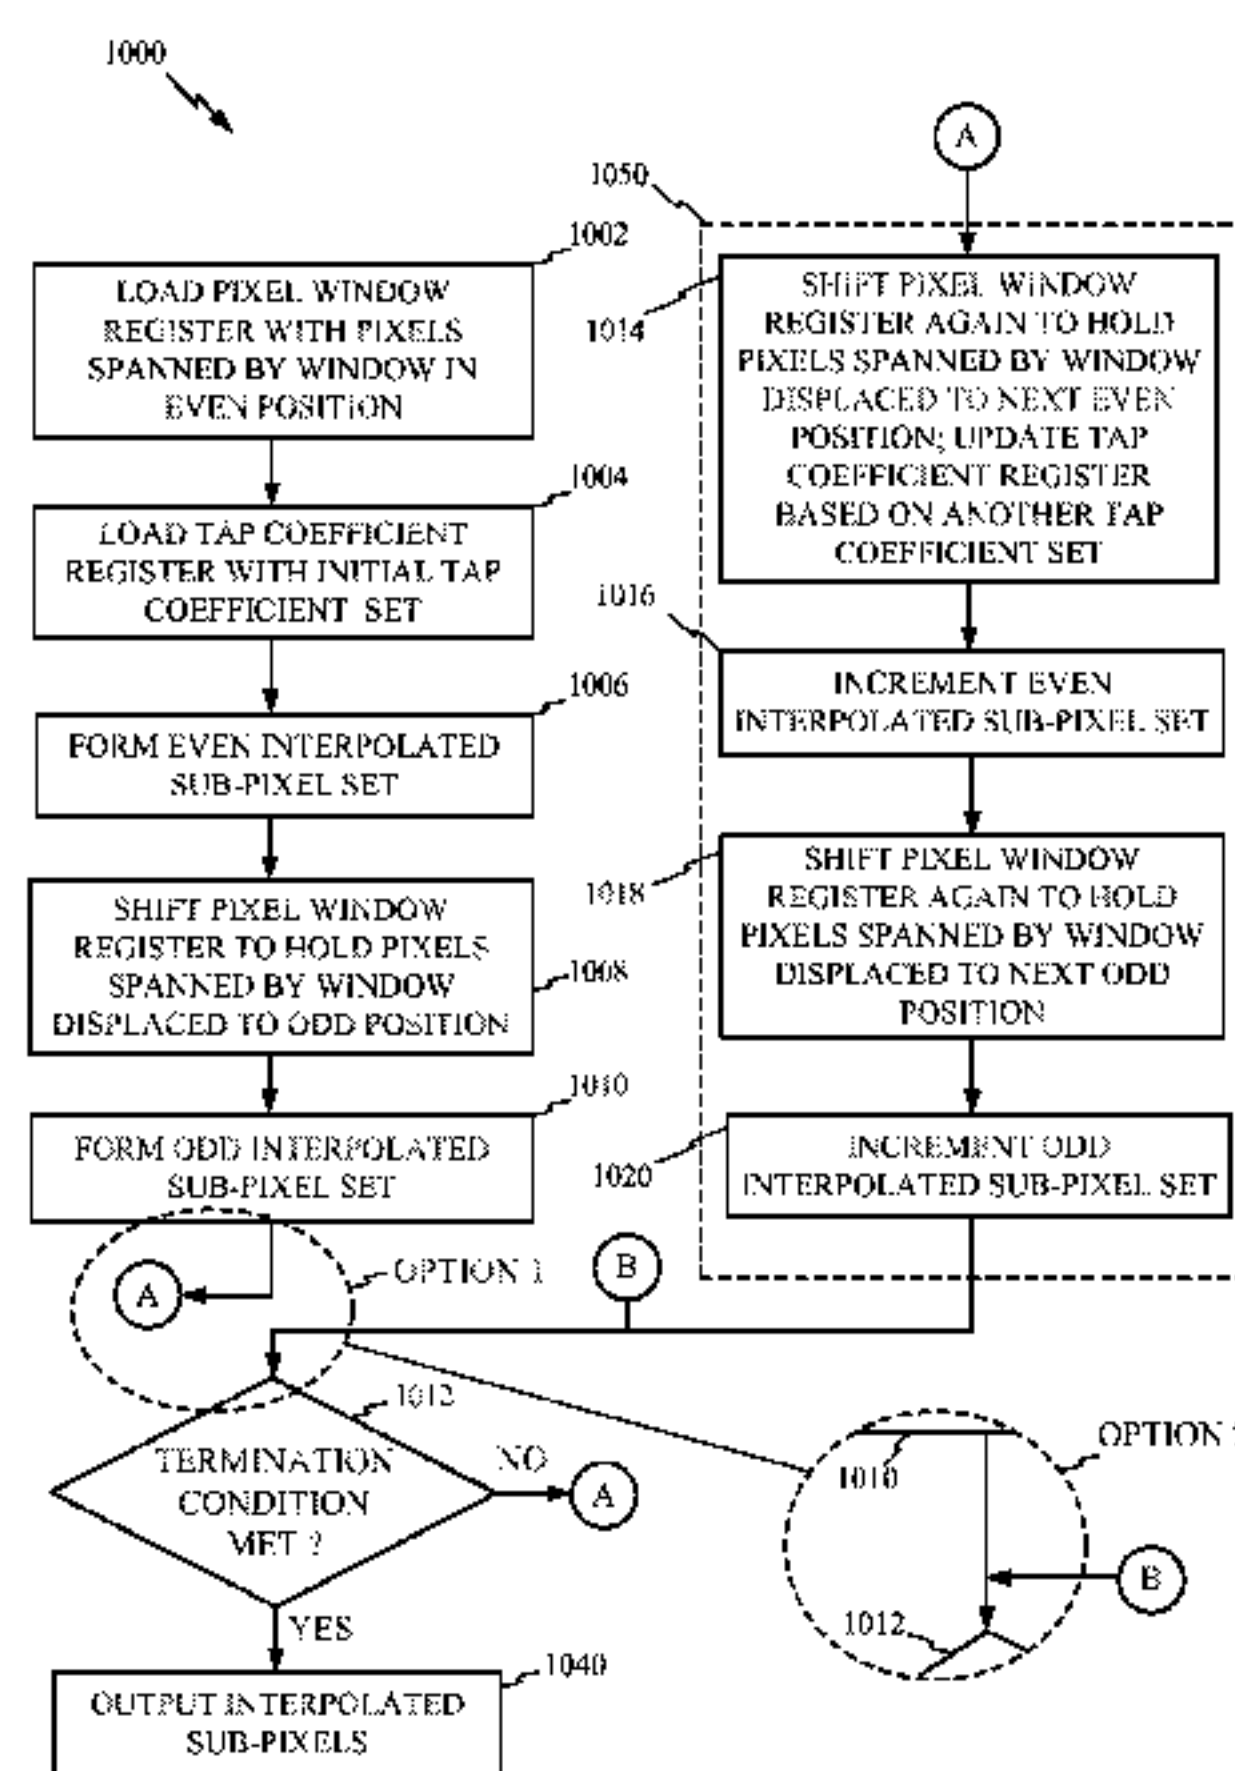 1000
1002
LOAD PIXEL WINDOW
REGISTER WITH PIXELS
SPANNED BY WINDOW IN
EVEN POSITION
1004
LOAD TAP COEFFICIENT
REGISTER WITH INITIAL TAP
COEFFICIENT SET
1006
FORM EVEN INTERPOLATED
SUB-PIXEL SET
SHIFT PIXEL WINDOW
REGISTER TO HOLD PIXELS
SPANNED BY WINDOW
DISPLACED TO ODD POSITION
1008
1010
FORM ODD INTERPOLATED
SUB-PIXEL SET
A
OPTION 1
B
1012
TERMINATION
CONDITION
MET ?
NO
A
YES
1040
OUTPUT INTERPOLATED
SUB-PIXELS
A
1050
1014
SHIFT PIXEL WINDOW
REGISTER AGAIN TO HOLD
PIXELS SPANNED BY WINDOW
DISPLACED TO NEXT EVEN
POSITION; UPDATE TAP
COEFFICIENT REGISTER
BASED ON ANOTHER TAP
COEFFICIENT SET
1016
INCREMENT EVEN
INTERPOLATED SUB-PIXEL SET
1018
SHIFT PIXEL WINDOW
REGISTER AGAIN TO HOLD
PIXELS SPANNED BY WINDOW
DISPLACED TO NEXT ODD
POSITION
1020
INCREMENT ODD
INTERPOLATED SUB-PIXEL SET
OPTION
1010
B
1012